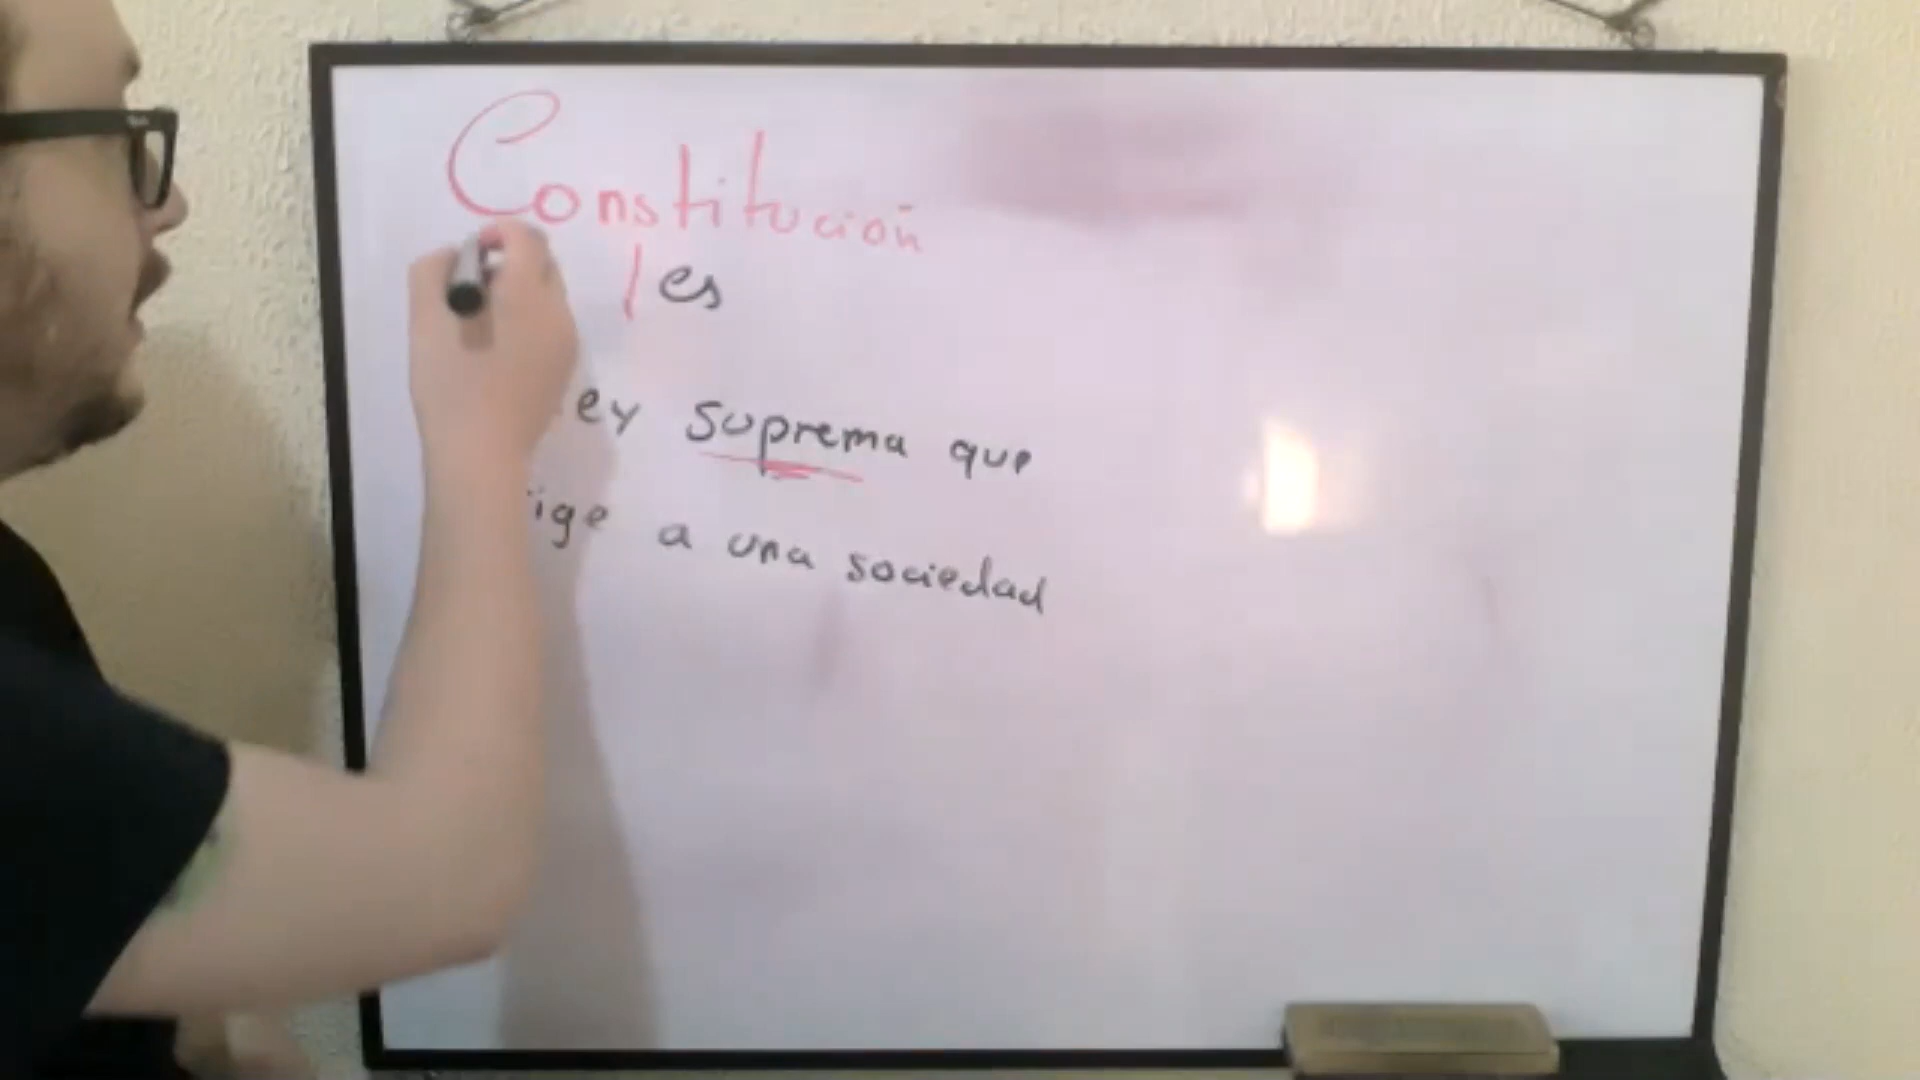 Constitución
es
ey suprema que
ige a una sociedad